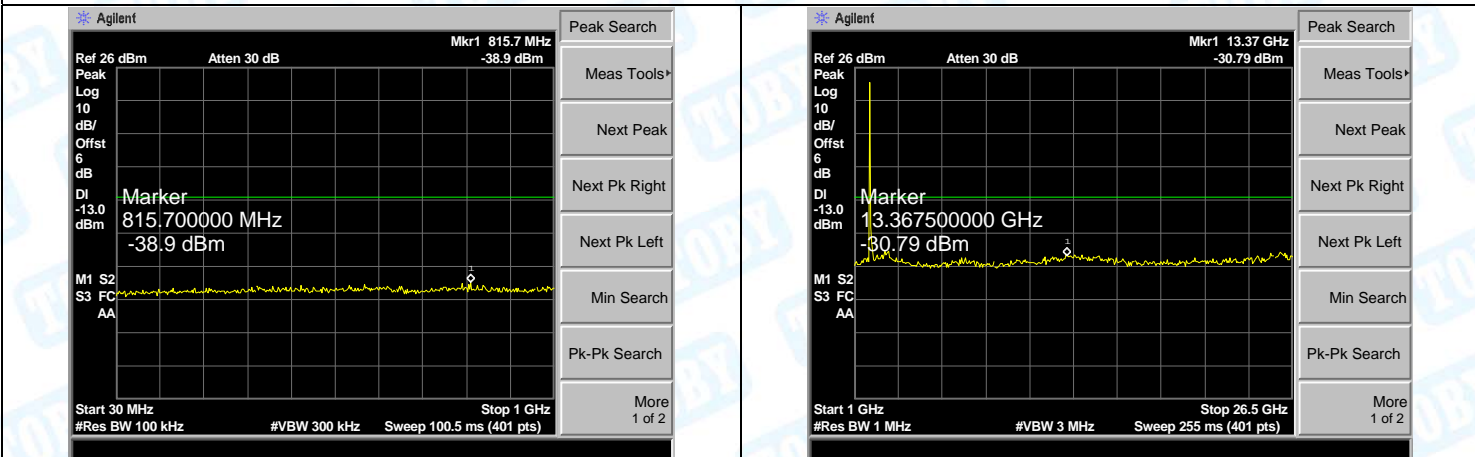 Agilent
Peak Search
Mkr1 815.7 MHz
Ref 26 dBm Atten 30 dB -38.9 dBm
Peak
Log
10
dB/
Offst
6
dB
DI
-13.0
dBm
Marker
815.700000 MHz
-38.9 dBm
1
M1 S2
S3 FC
AA
Start 30 MHz Stop 1 GHz
#Res BW 100 kHz #VBW 300 kHz Sweep 100.5 ms (401 pts)
Meas Tools
Next Peak
Next Pk Right
Next Pk Left
Min Search
Pk-Pk Search
More
1 of 2
Agilent
Peak Search
Mkr1 13.37 GHz
Ref 26 dBm Atten 30 dB -30.79 dBm
Peak
Log
10
dB/
Offst
6
dB
DI
-13.0
dBm
Marker
13.367500000 GHz
-30.79 dBm
1
M1 S2
S3 FC
AA
Start 1 GHz Stop 26.5 GHz
#Res BW 1 MHz #VBW 3 MHz Sweep 255 ms (401 pts)
Meas Tools
Next Peak
Next Pk Right
Next Pk Left
Min Search
Pk-Pk Search
More
1 of 2
TOBY